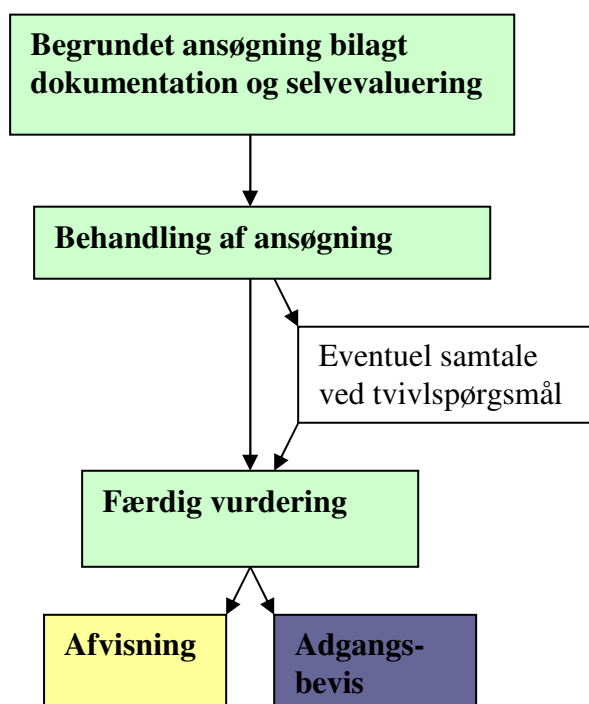 Begrundet ansøgning bilagt
dokumentation og selvevaluering
Behandling af ansøgning
Eventuel samtale
ved tvivlspørgsmål
Færdig vurdering
Afvisning
Adgangs-
bevis